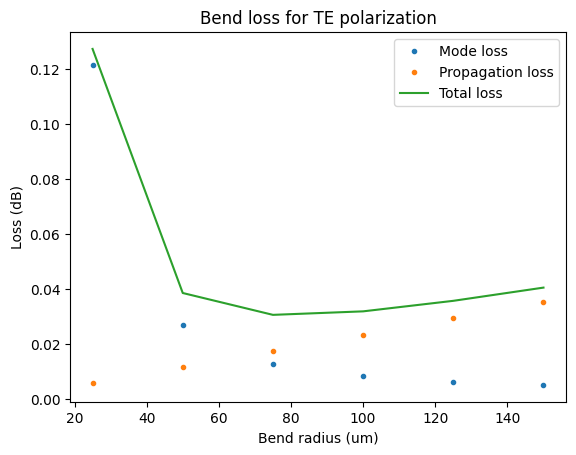 Bend loss for TE polarization
Mode loss
Propagation loss
Total loss
0.12
0.10
0.08
0.06
0.04
0.02
0.00
Loss (dB)
20 40 60 80 100 120 140
Bend radius (um)